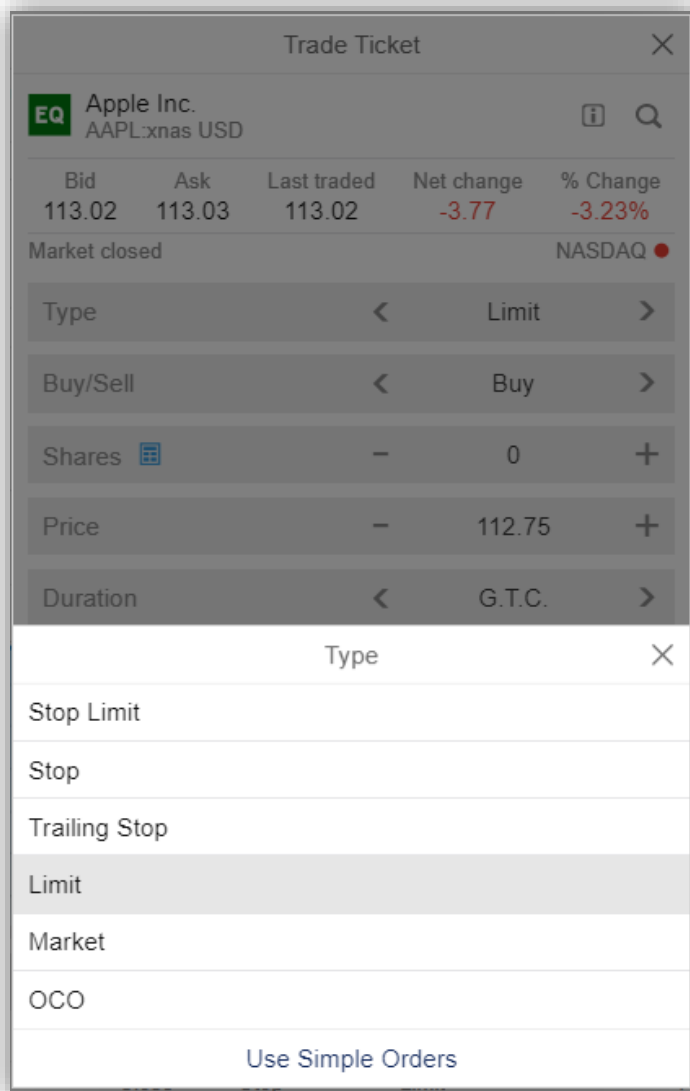 Trade Ticket
EQ Apple Inc.
AAPL:xnas USD
Bid Ask Last traded Net change % Change
113.02 113.03 113.02 -3.77 -3.23%
Market closed NASDAQ
Type Limit
Buy/Sell Buy
Shares - 0 +
Price - 112.75 +
Duration G.T.C.
Type
Stop Limit
Stop
Trailing Stop
Limit
Market
OCO
Use Simple Orders